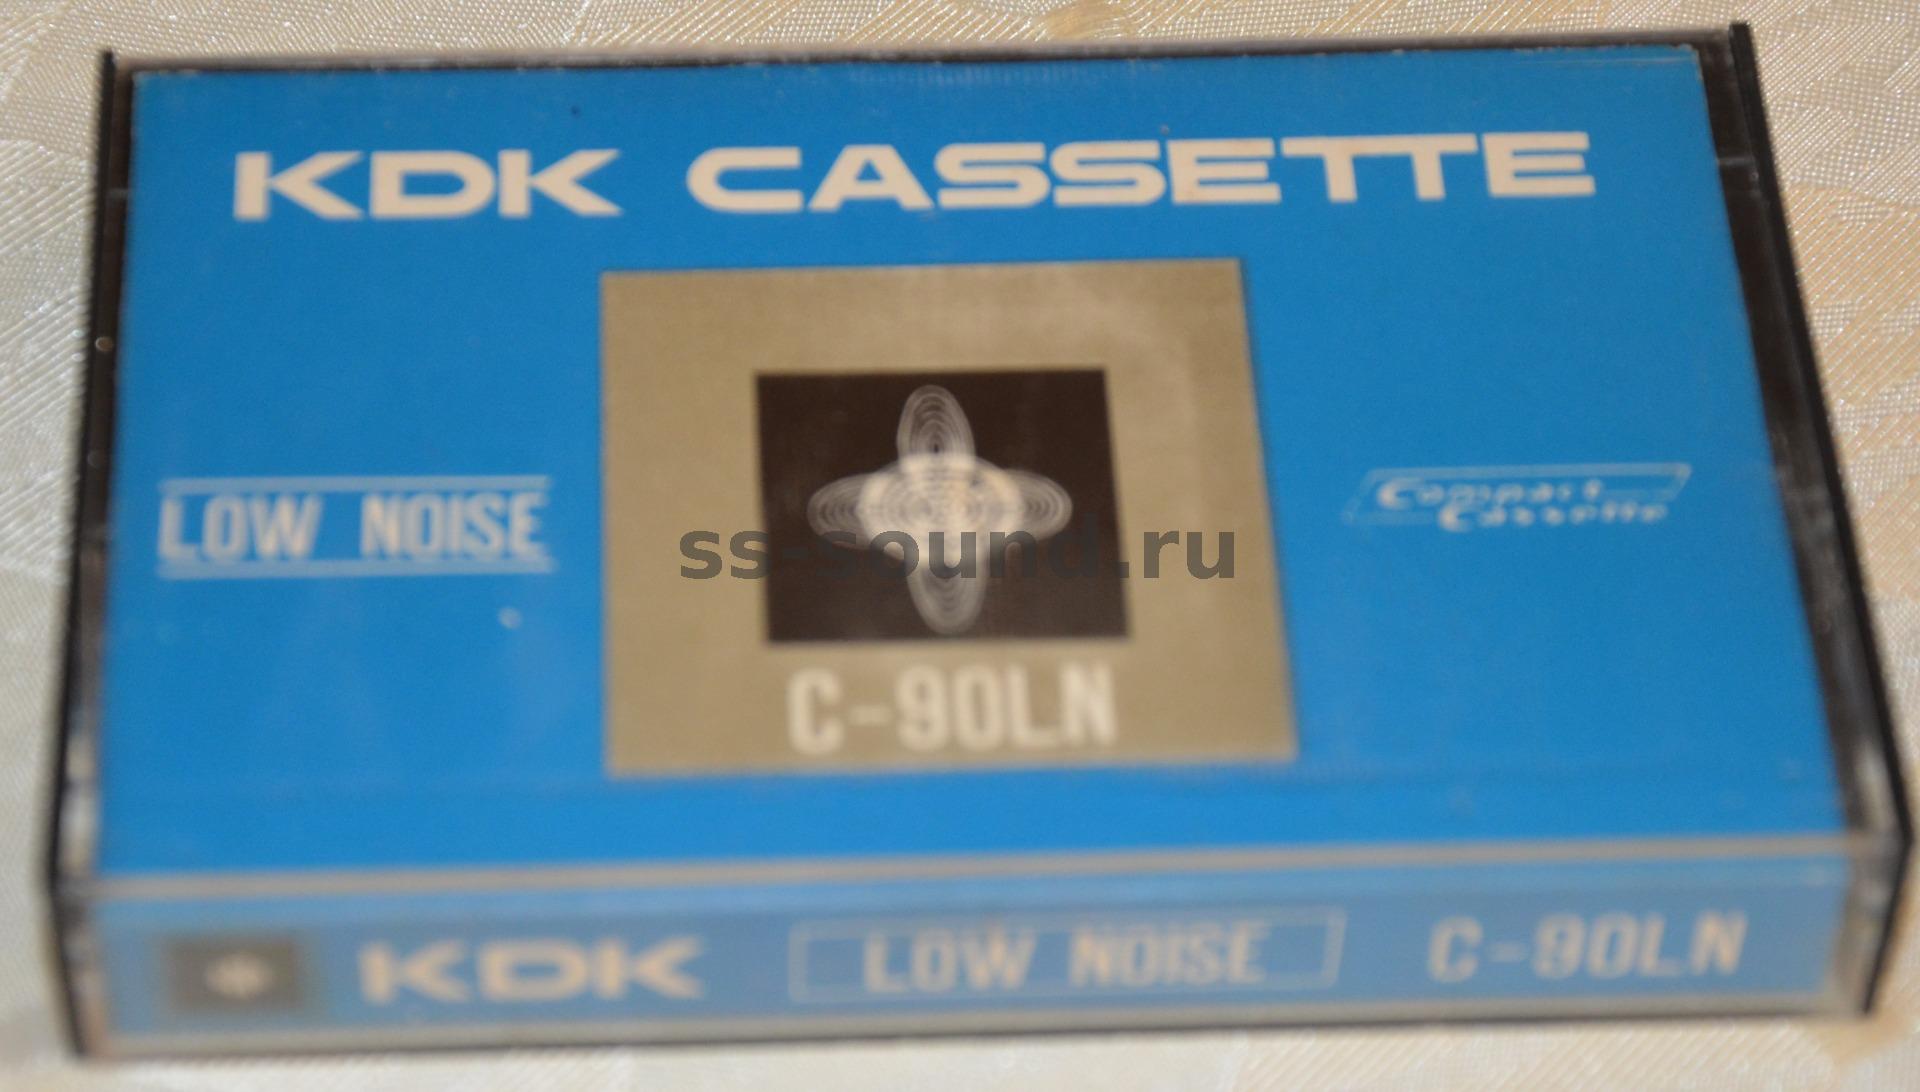 KDK CASSETTE
LOW NOISE
Compact
Cassette
ss-sound.ru
C-90LN
KDK LOW NOISE C-90LN